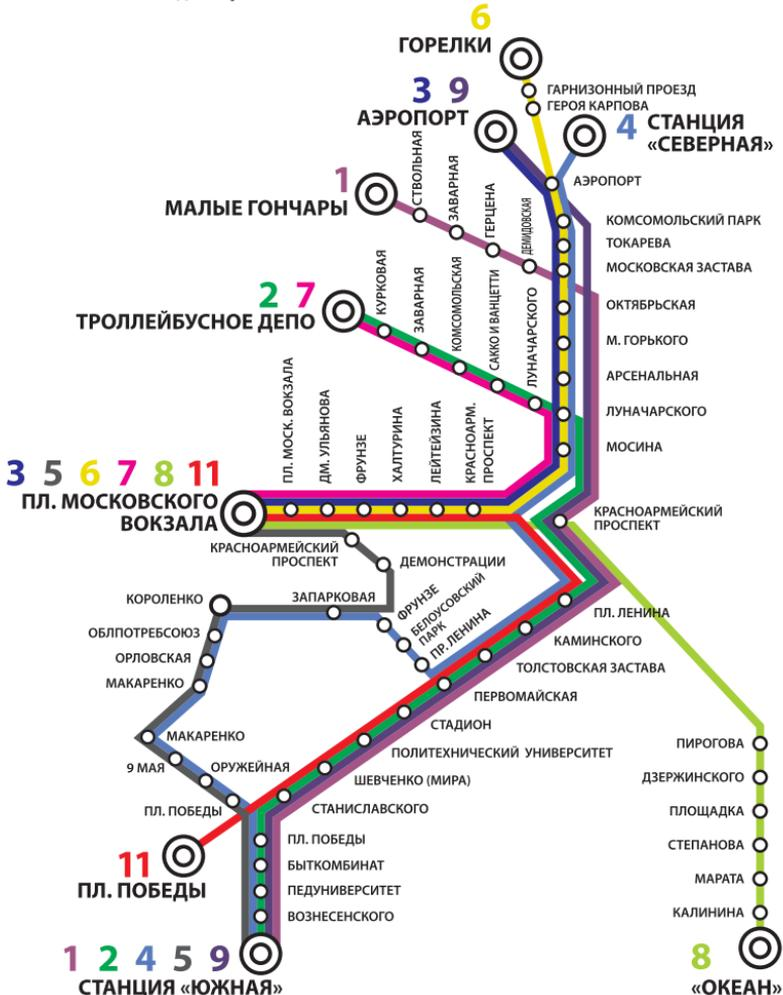 6
ГОРЕЛКИ
ГАРНИЗОННЫЙ ПРОЕЗД
ГЕРОЯ КАРПОВА
3 9
АЭРОПОРТ
4 СТАНЦИЯ
«СЕВЕРНАЯ»
АЭРОПОРТ
1
МАЛЫЕ ГОНЧАРЫ
СТВОЛЬНАЯ
ЗАВАРНАЯ
ГЕРЦЕНА
ДЕМИДОВСКАЯ
КОМСОМОЛЬСКИЙ ПАРК
ТОКАРЕВА
МОСКОВСКАЯ ЗАСТАВА
ОКТЯБРЬСКАЯ
М. ГОРЬКОГО
АРСЕНАЛЬНАЯ
ЛУНАЧАРСКОГО
МОСИНА
2 7
ТРОЛЛЕЙБУСНОЕ ДЕПО
КУРКОВАЯ
ЗАВАРНАЯ
КОМСОМОЛЬСКАЯ
САККО И ВАНЦЕТТИ
ЛУНАЧАРСКОГО
ПЛ. МОСК. ВОКЗАЛА
ДМ. УЛЬЯНОВА
ФРУНЗЕ
ХАЛТУРИНА
ЛЕЙТЕЙЗИНА
КРАСНОАРМ.
ПРОСПЕКТ
3 5 6 7 8 11
ПЛ. МОСКОВСКОГО
ВОКЗАЛА
КРАСНОАРМЕЙСКИЙ
ПРОСПЕКТ
КРАСНОАРМЕЙСКИЙ
ПРОСПЕКТ
ДЕМОНСТРАЦИИ
ЗАПАРКОВАЯ
КОРОЛЕНКО
ОБЛПОТРЕБСОЮЗ
ОРЛОВСКАЯ
МАКАРЕНКО
МАКАРЕНКО
9 МАЯ
ОРУЖЕЙНАЯ
ПЛ. ПОБЕДЫ
ФРУНЗЕ
БЕЛОУСОВСКИЙ
ПАРК
ПР. ЛЕНИНА
ПЛ. ЛЕНИНА
КАМИНСКОГО
ТОЛСТОВСКАЯ ЗАСТАВА
ПЕРВОМАЙСКАЯ
СТАДИОН
ПОЛИТЕХНИЧЕСКИЙ УНИВЕРСИТЕТ
ШЕВЧЕНКО (МИРА)
СТАНИСЛАВСКОГО
ПЛ. ПОБЕДЫ
БЫТКОМБИНАТ
ПЕДУНИВЕРСИТЕТ
ВОЗНЕСЕНСКОГО
11
ПЛ. ПОБЕДЫ
1 2 4 5 9
СТАНЦИЯ «ЮЖНАЯ»
ПИРОГОВА
ДЗЕРЖИНСКОГО
ПЛОЩАДКА
СТЕПАНОВА
МАРАТА
КАЛИНИНА
8
«ОКЕАН»